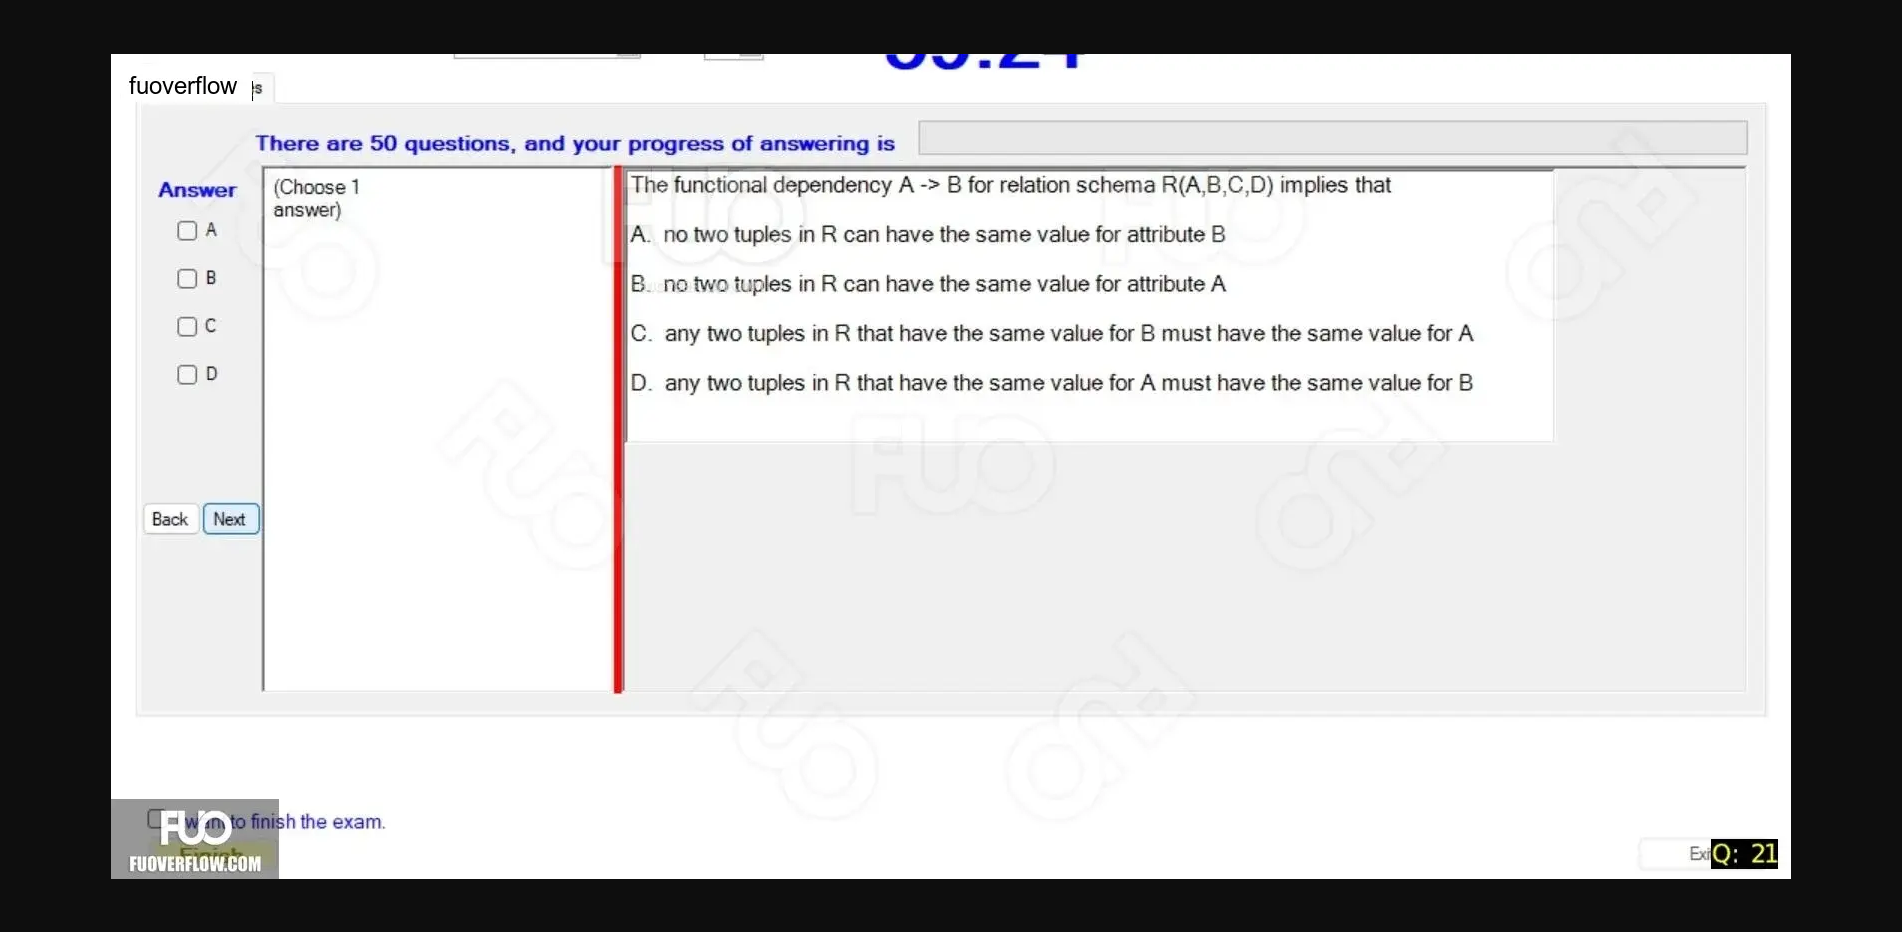 fuoverflow
There are 50 questions, and your progress of answering is
Answer
(Choose 1
answer)
A
B
C
D
The functional dependency A -> B for relation schema R(A,B,C,D) implies that
A. no two tuples in R can have the same value for attribute B
B. no two tuples in R can have the same value for attribute A
C. any two tuples in R that have the same value for B must have the same value for A
D. any two tuples in R that have the same value for A must have the same value for B
Back
Next
want to finish the exam.
Finish
FUO
FUOVERFLOW.COM
Q: 21